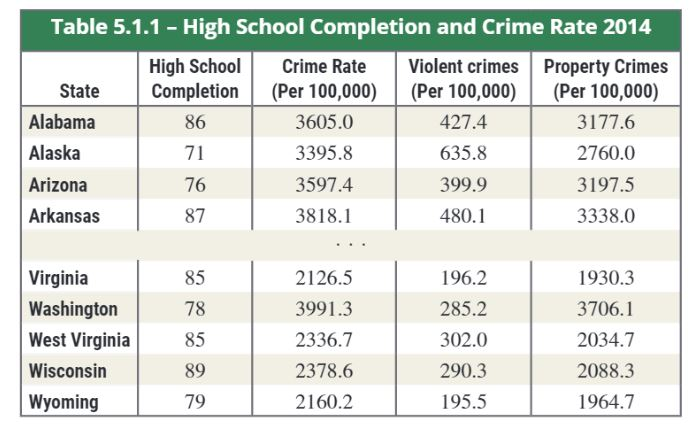 Table 5.1.1 – High School Completion and Crime Rate 2014
State High School Completion Crime Rate (Per 100,000) Violent crimes (Per 100,000) Property Crimes (Per 100,000)
Alabama 86 3605.0 427.4 3177.6
Alaska 71 3395.8 635.8 2760.0
Arizona 76 3597.4 399.9 3197.5
Arkansas 87 3818.1 480.1 3338.0
. . .
Virginia 85 2126.5 196.2 1930.3
Washington 78 3991.3 285.2 3706.1
West Virginia 85 2336.7 302.0 2034.7
Wisconsin 89 2378.6 290.3 2088.3
Wyoming 79 2160.2 195.5 1964.7